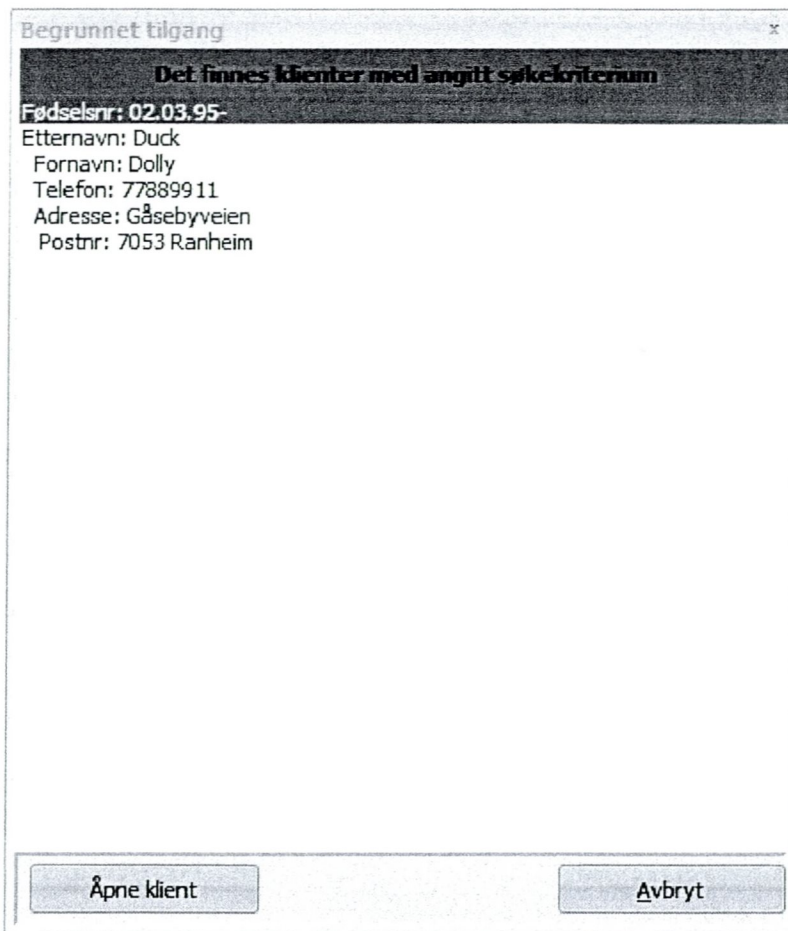 Begrunnet tilgang
x
Det finnes klienter med angitt søkekriterium
Fødselsnr: 02.03.95-
Etternavn: Duck
Fornavn: Dolly
Telefon: 77889911
Adresse: Gåsebyveien
Postnr: 7053 Ranheim
Åpne klient
Avbryt